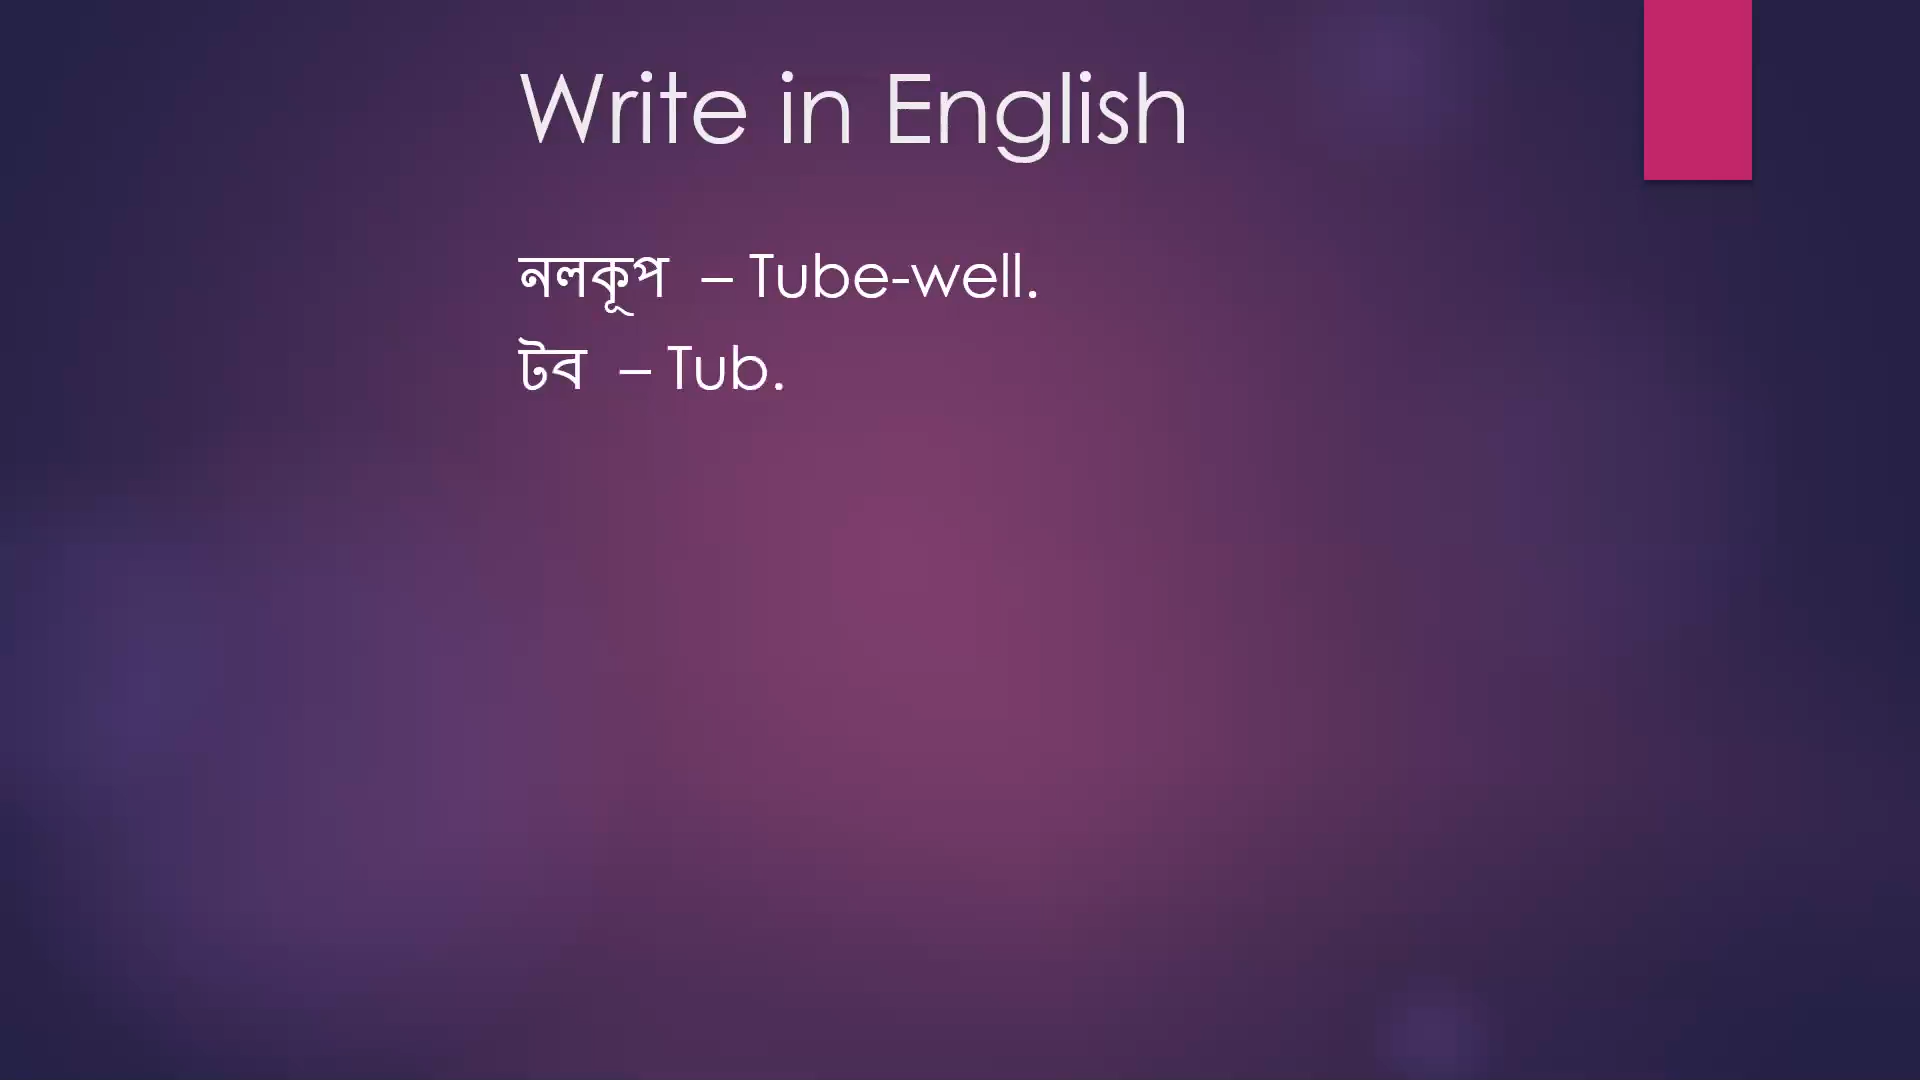 Write in English
নলকূপ – Tube-well.
টব – Tub.